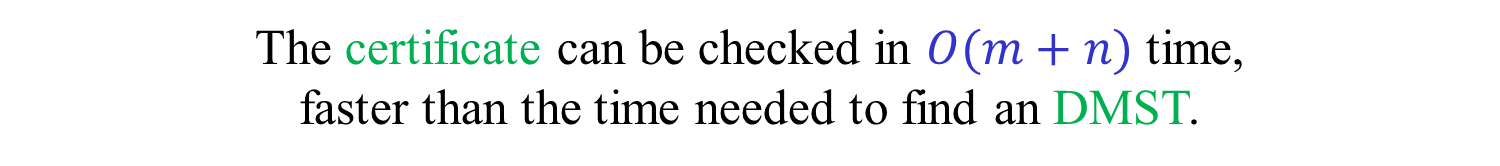 The certificate can be checked in 𝑂(𝑚 + 𝑛) time,
faster than the time needed to find an DMST.